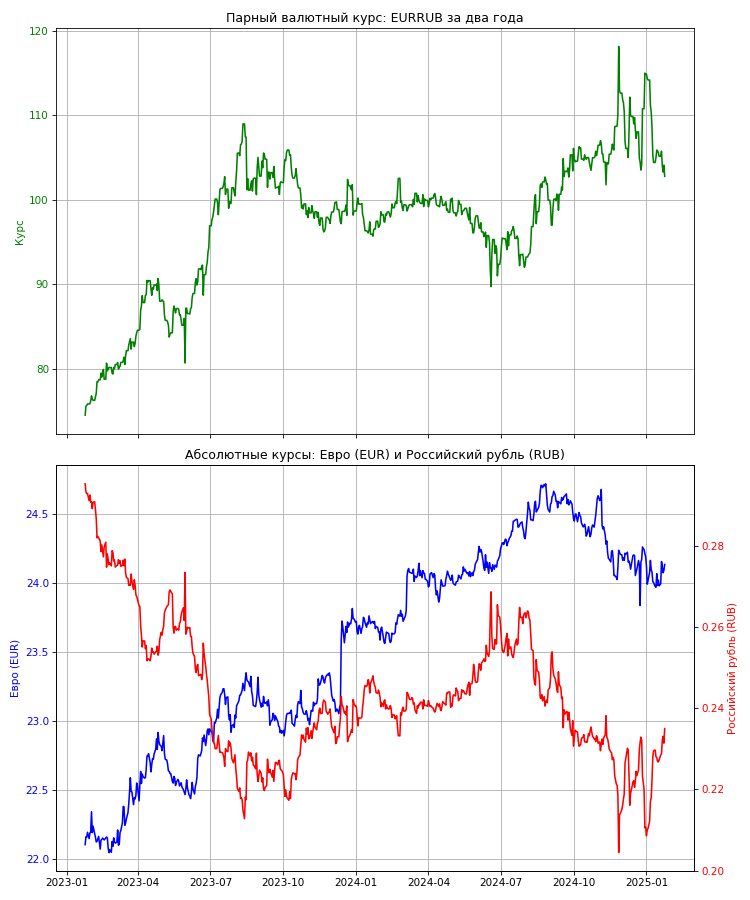 Парный валютный курс: EURRUB за два года
120
110
100
90
80
Курс
Абсолютные курсы: Евро (EUR) и Российский рубль (RUB)
24.5
24.0
23.5
23.0
22.5
22.0
Евро (EUR)
0.28
0.26
0.24
0.22
0.20
Российский рубль (RUB)
2023-01 2023-04 2023-07 2023-10 2024-01 2024-04 2024-07 2024-10 2025-01